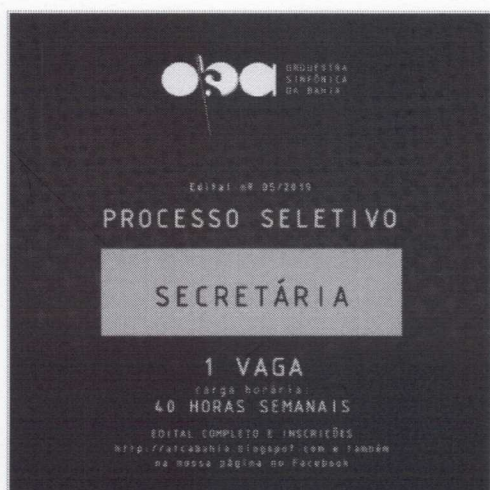 osba
ORQUESTRA
SINFÔNICA
DA BAHIA
Edital nº 05/2019
PROCESSO SELETIVO
SECRETÁRIA
1 VAGA
carga horária:
40 HORAS SEMANAIS
EDITAL COMPLETO E INSCRIÇÕES
http://atcabahia.blogspot.com e também
na nossa página no Facebook